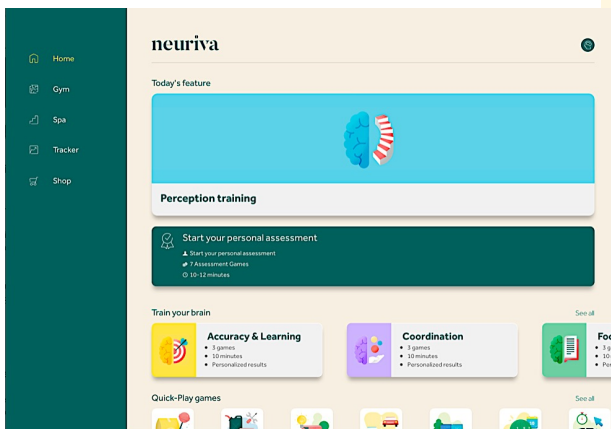 neuriva
Home
Gym
Spa
Tracker
Shop
Today's feature
Perception training
Start your personal assessment
Start your personal assessment
7 Assessment Games
10-12 minutes
Train your brain
See all
Accuracy & Learning
3 games
10 minutes
Personalized results
Coordination
3 games
10 minutes
Personalized results
Quick-Play games
See all